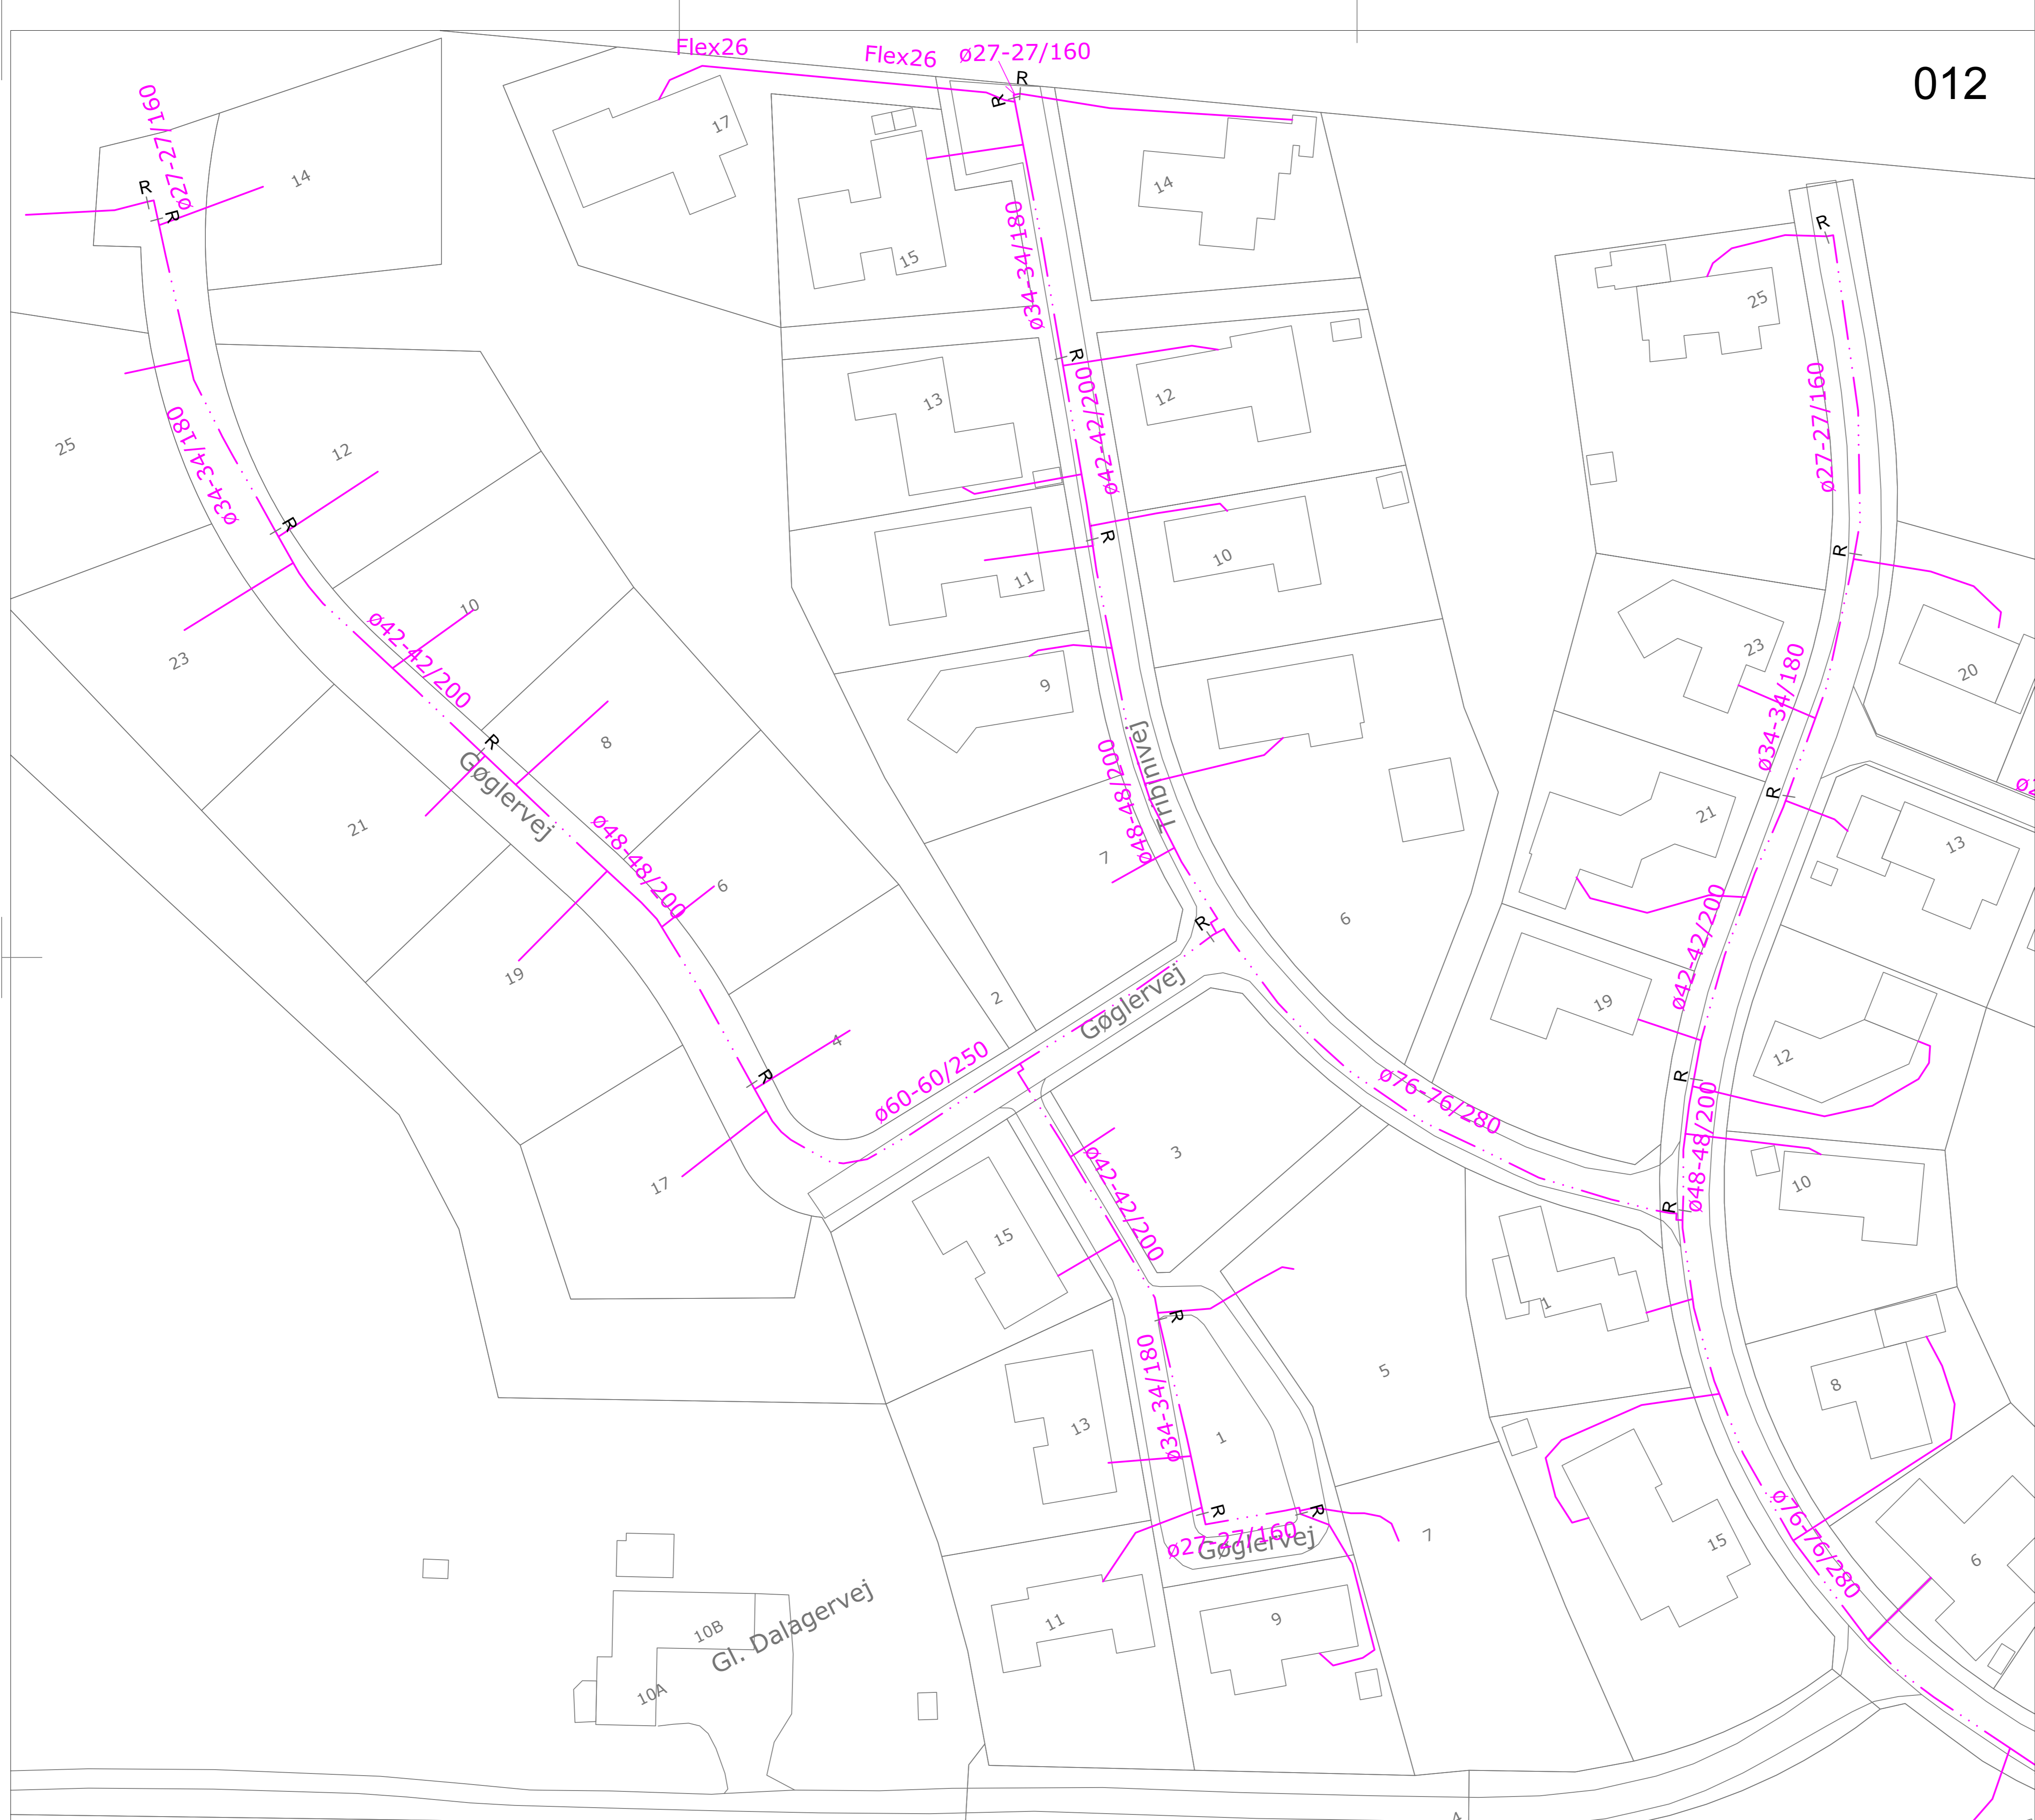 Flex26
Flex26
ø27-27/160
012
R
R
ø27-27/160
R
R
14
17
15
14
ø34-34/180
R
25
25
12
ø34-34/180
R
13
12
R
ø42-42/200
ø27-27/160
R
R
11
10
23
10
ø42-42/200
9
23
20
ø34-34/180
R
8
Gøglervej
21
ø48-48/200
Triblinivej
7
R
21
13
ø48-48/200
6
19
R
6
2
Gøglervej
ø42-42/200
19
12
4
R
ø60-60/250
ø76-76/280
R
ø48-48/200
17
3
ø42-42/200
15
10
R
R
1
ø34-34/180
13
1
5
8
R
R
ø27-27/160
Gøglervej
7
15
ø76-76/280
6
11
9
10B
Gl. Dalagervej
10A
4